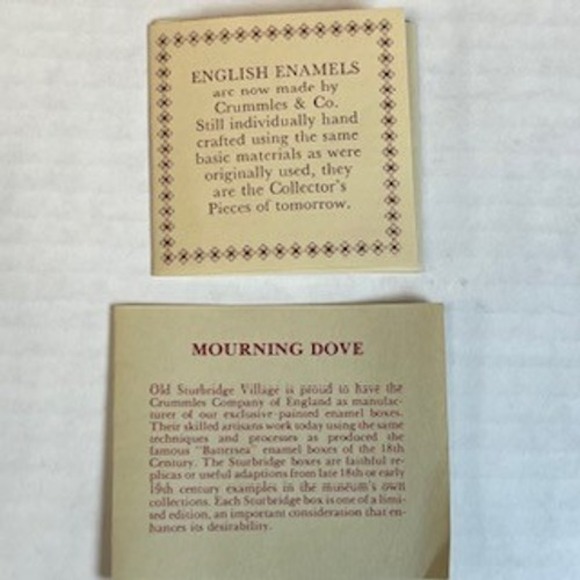 ENGLISH ENAMELS
are now made by
Crummles & Co.
Still individually hand
crafted using the same
basic materials as were
originally used, they
are the Collector's
Pieces of tomorrow.
MOURNING DOVE
Old Sturbridge Village is proud to have the
Crummles Company of England as manufac-
turer of our exclusive painted enamel boxes.
Their skilled artisans work today using the same
techniques and processes as produced the
famous "Battersea" enamel boxes of the 18th
Century. The Sturbridge boxes are faithful re-
plicas or useful adaptions from late 18th or early
19th century examples in the museum's own
collections. Each Sturbridge box is one of a limi-
ted edition, an important consideration that en-
hances its desirability.